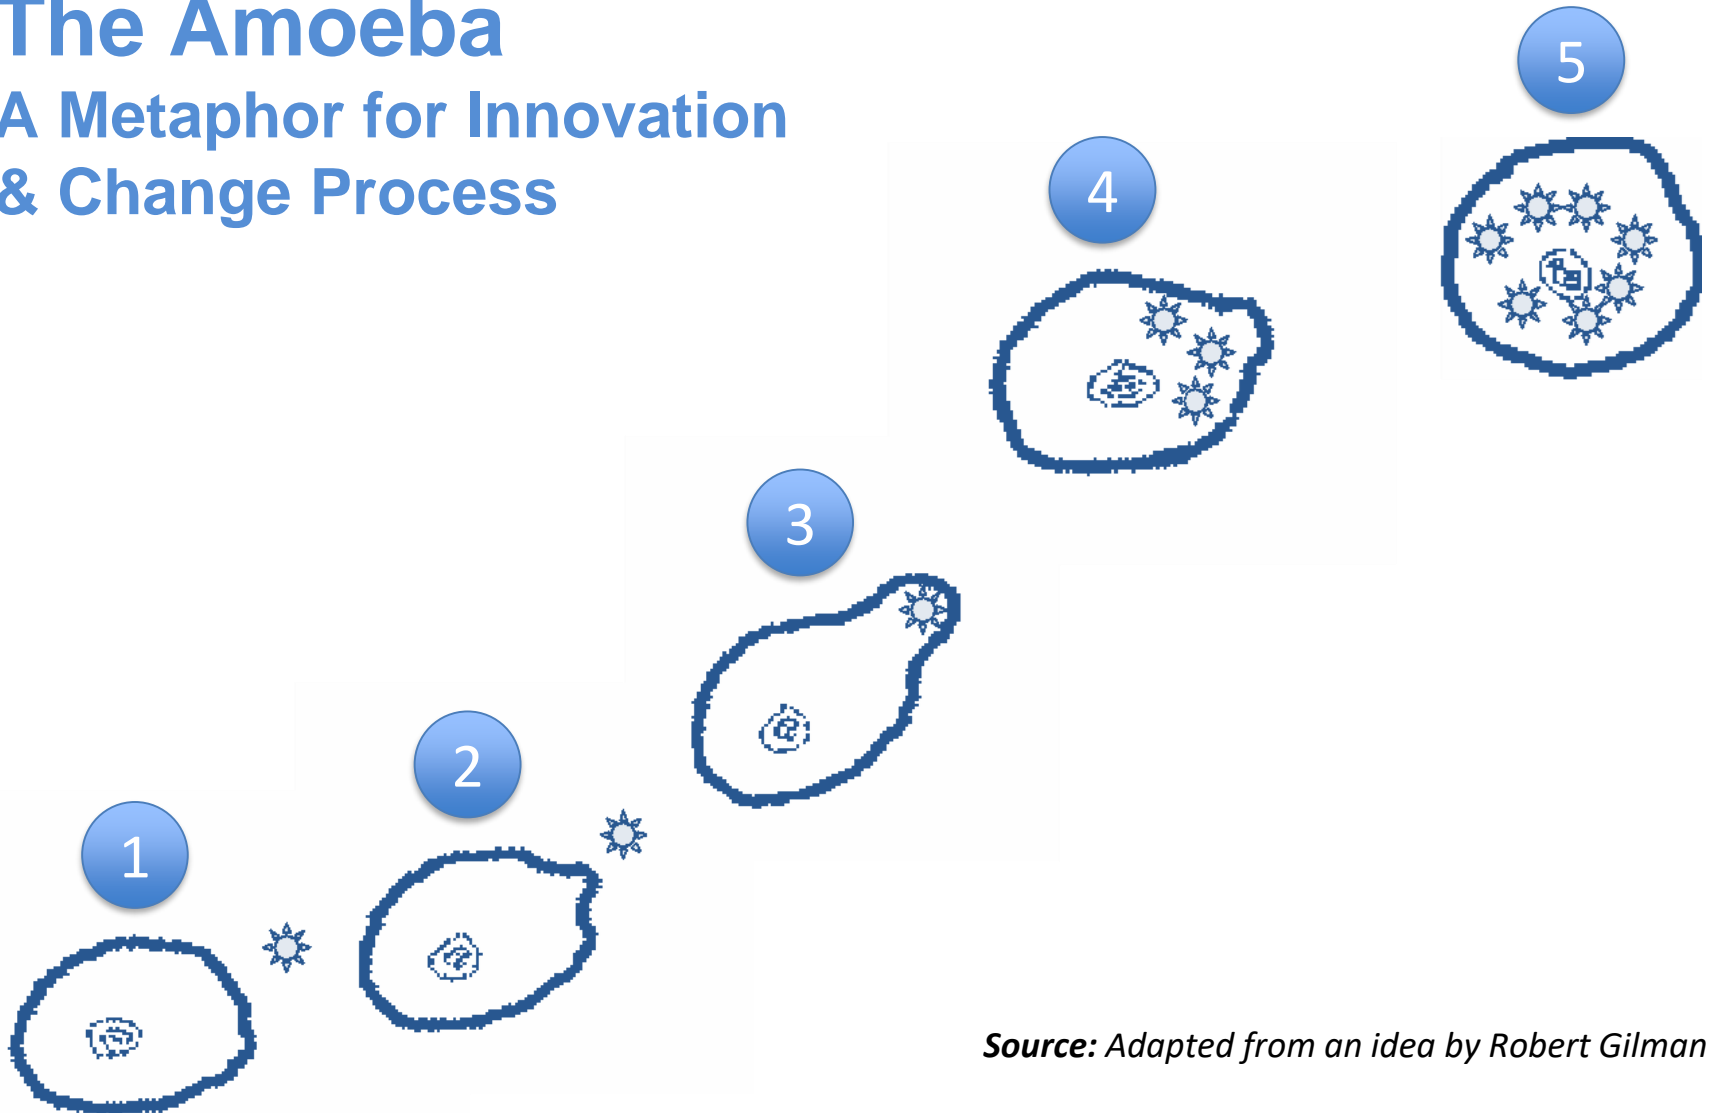 The Amoeba
A Metaphor for Innovation
& Change Process
5
4
3
2
1
Source: Adapted from an idea by Robert Gilman